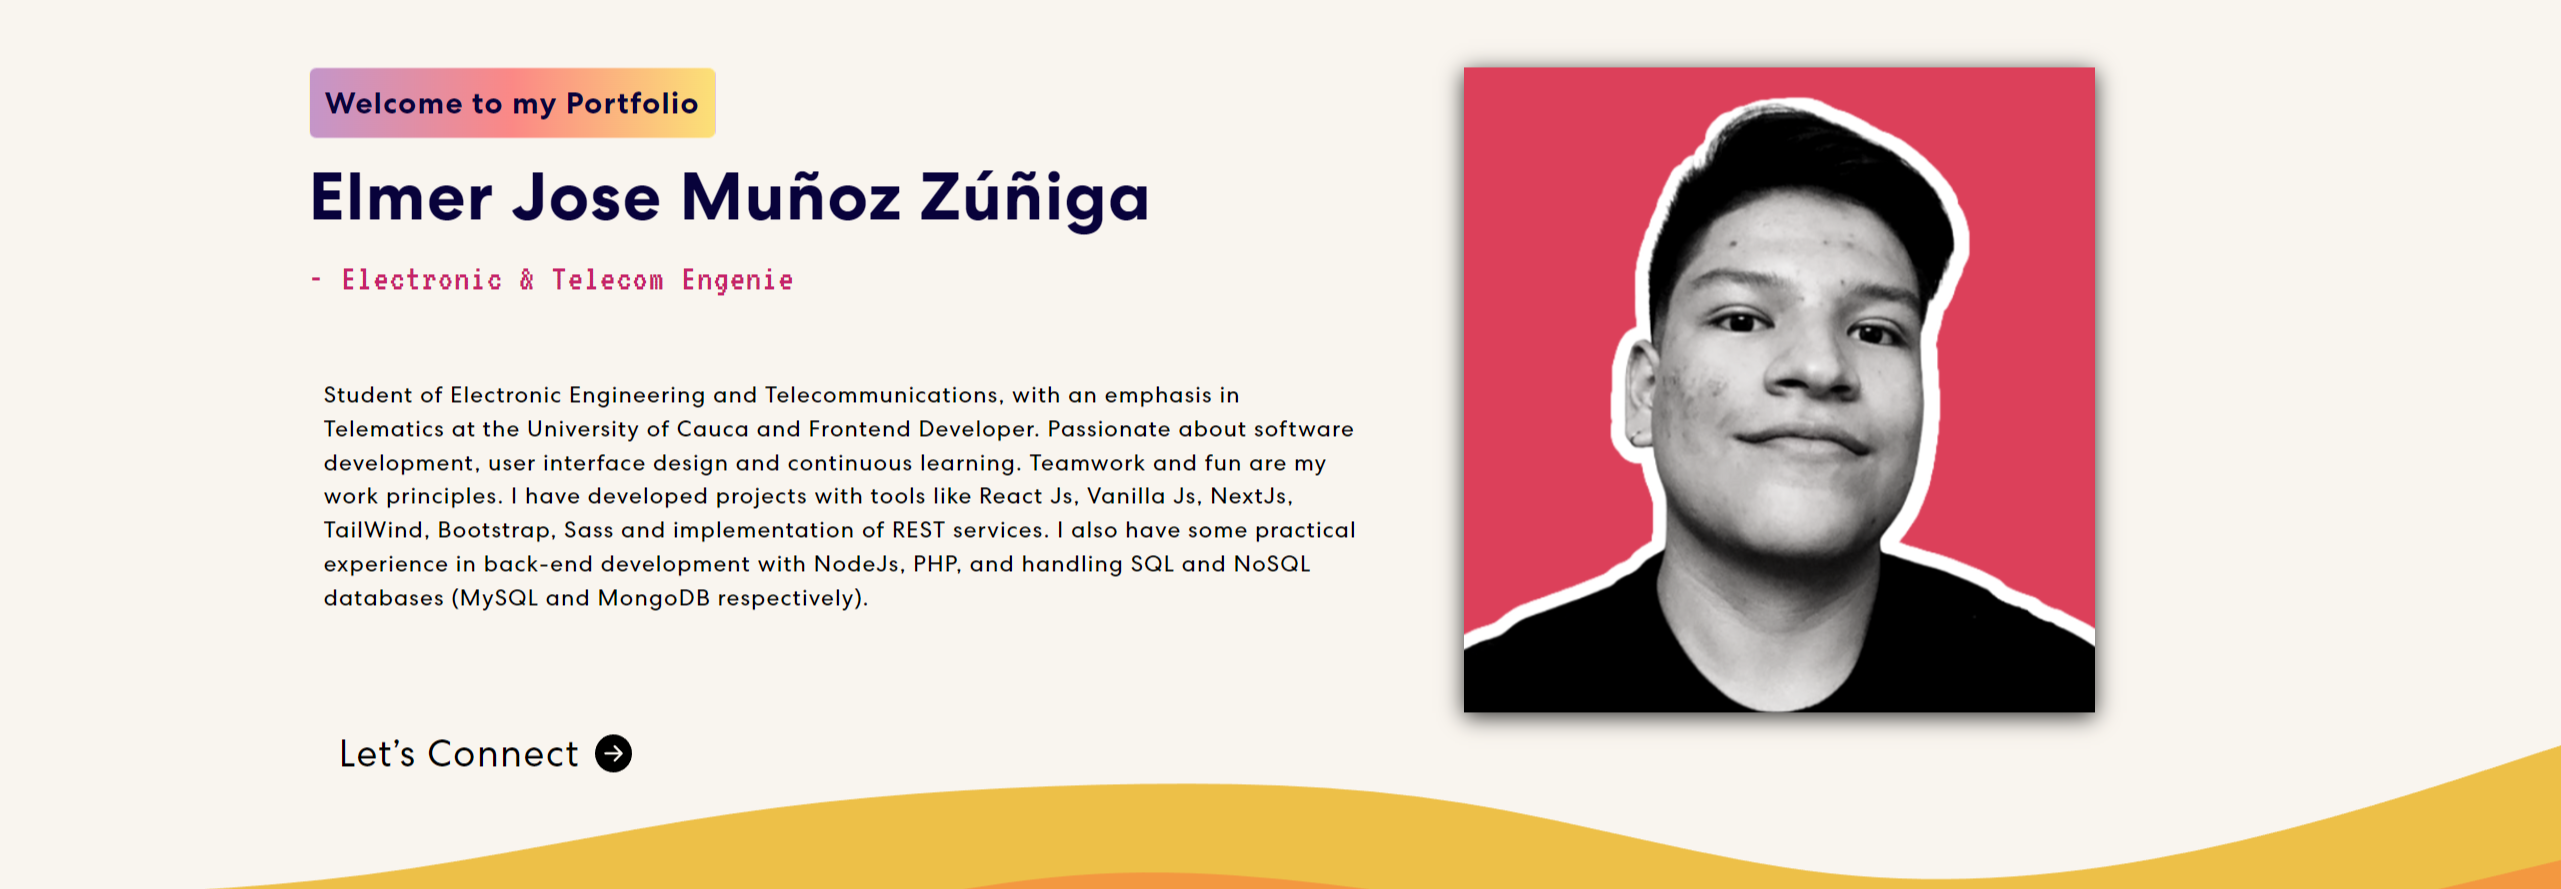 Welcome to my Portfolio
Elmer Jose Muñoz Zúñiga
- Electronic & Telecom Engenie
Student of Electronic Engineering and Telecommunications, with an emphasis in
Telematics at the University of Cauca and Frontend Developer. Passionate about software
development, user interface design and continuous learning. Teamwork and fun are my
work principles. I have developed projects with tools like React Js, Vanilla Js, NextJs,
TailWind, Bootstrap, Sass and implementation of REST services. I also have some practical
experience in back-end development with NodeJs, PHP, and handling SQL and NoSQL
databases (MySQL and MongoDB respectively).
Let’s Connect